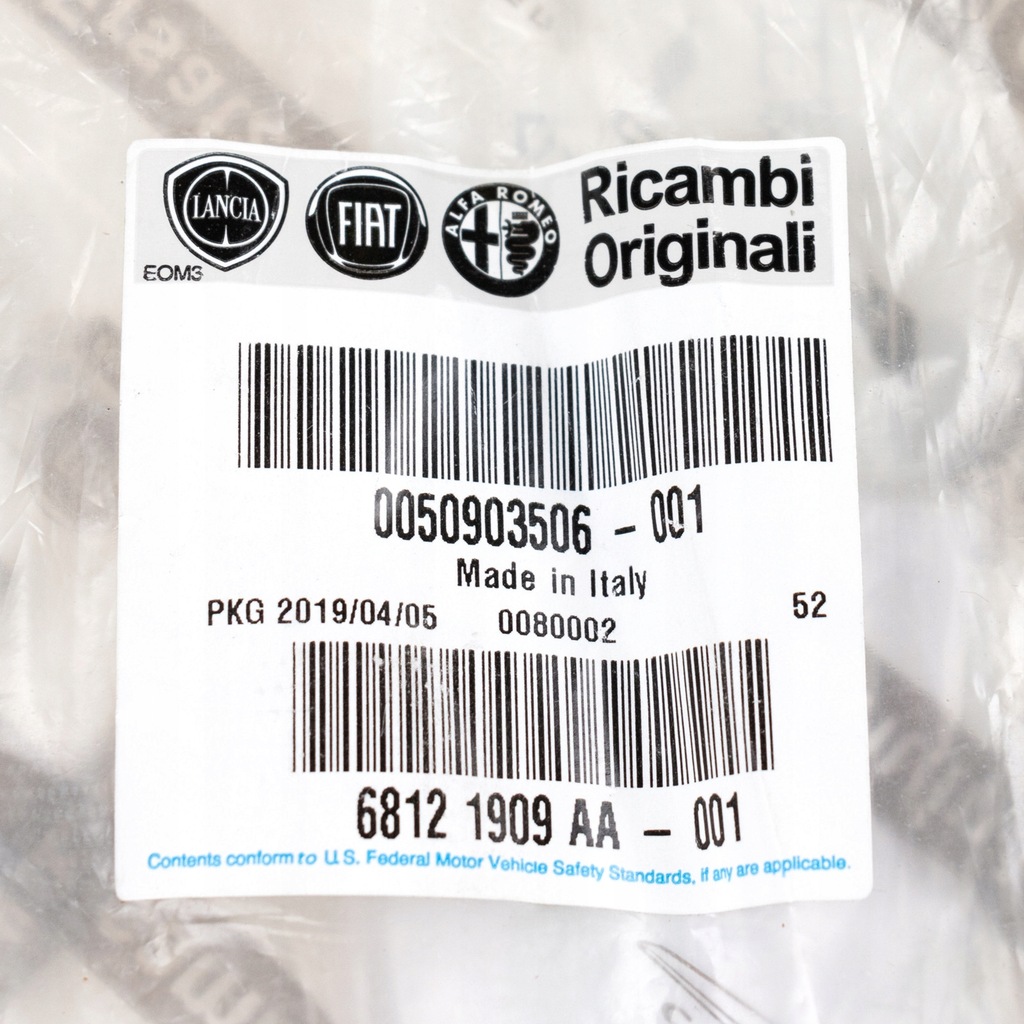 LANCIA
FIAT
ALFA ROMEO
Ricambi
Originali
EOM3
0050903506 - 001
Made in Italy
PKG 2019/04/05 0080002 52
6812 1909 AA - 001
Contents conform to U.S. Federal Motor Vehicle Safety Standards, if any are applicable.